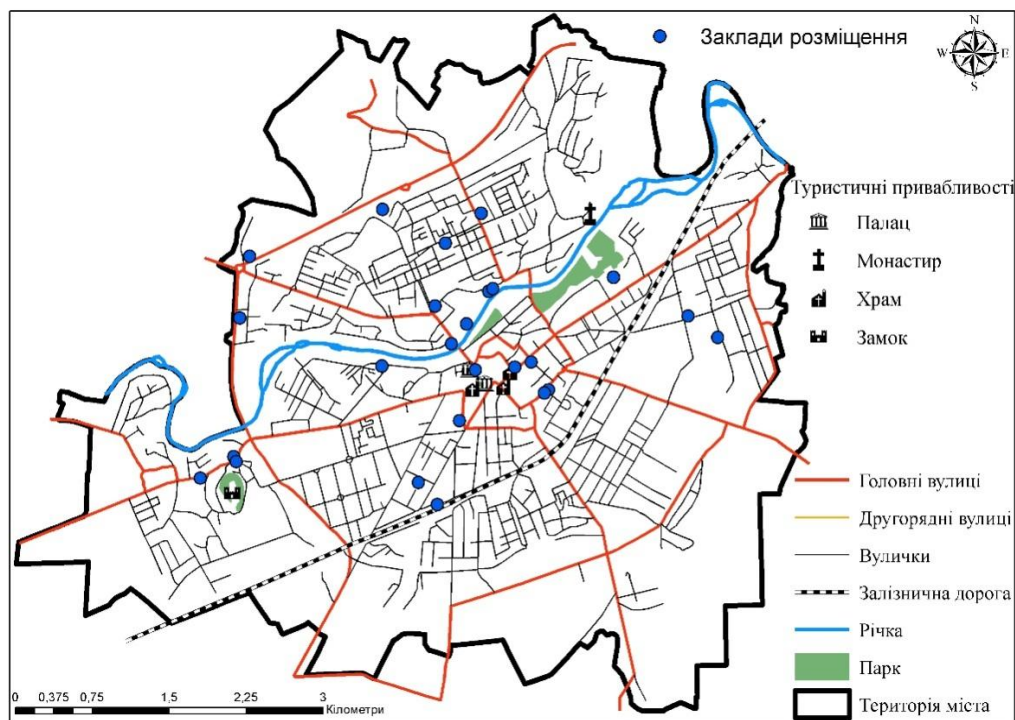 Заклади розміщення
N
W E
S
Туристичні привабливості
Палац
Монастир
Храм
Замок
Головні вулиці
Другорядні вулиці
Вулички
Залізнична дорога
Річка
Парк
Територія міста
0 0,375 0,75 1,5 2,25 3
Кілометри